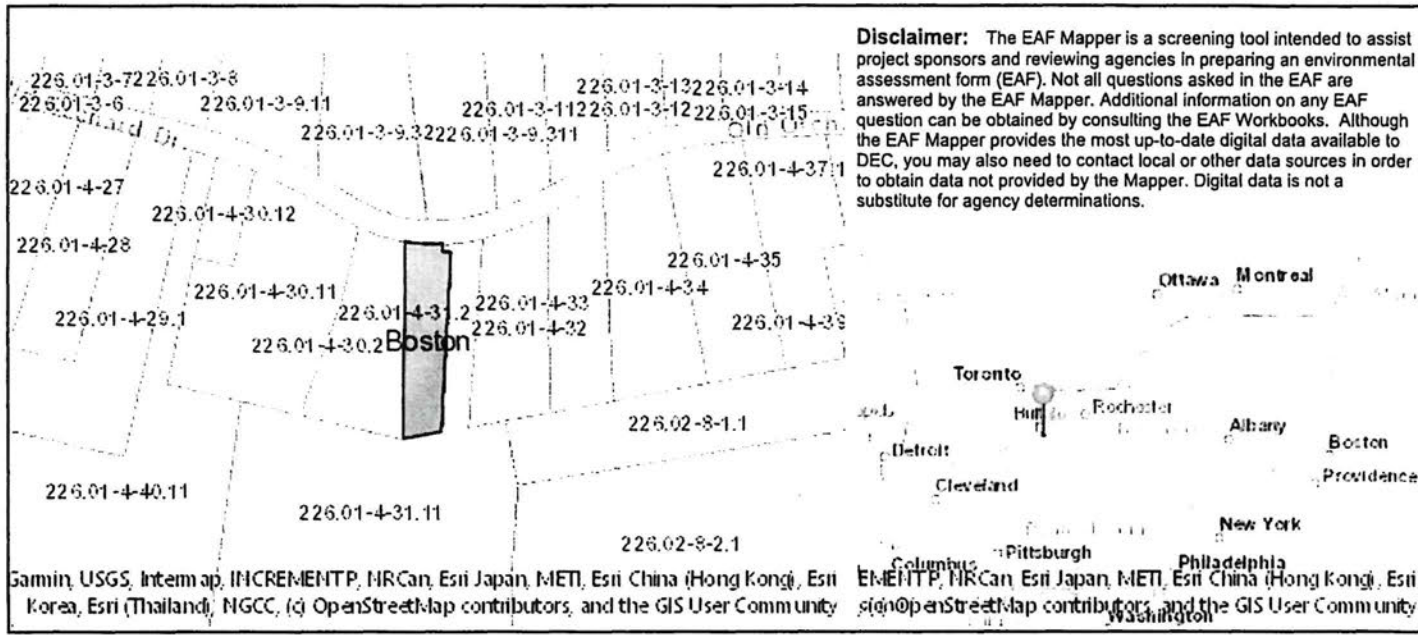 Disclaimer: The EAF Mapper is a screening tool intended to assist
project sponsors and reviewing agencies in preparing an environmental
assessment form (EAF). Not all questions asked in the EAF are
answered by the EAF Mapper. Additional information on any EAF
question can be obtained by consulting the EAF Workbooks. Although
the EAF Mapper provides the most up-to-date digital data available to
DEC, you may also need to contact local or other data sources in order
to obtain data not provided by the Mapper. Digital data is not a
substitute for agency determinations.
226.01-3-7 226.01-3-8
226.01-3-6
226.01-3-9.11
226.01-3-13 226.01-3-14
226.01-3-11 226.01-3-12 226.01-3-15
226.01-3-9.32 226.01-3-9.311
226.01-4-37.1
226.01-4-27
226.01-4-30.12
226.01-4-28
226.01-4-35
226.01-4-30.11
226.01-4-34
226.01-4-31.2
226.01-4-33
226.01-4-29.1
226.01-4-32
226.01-4-39
226.01-4-30.2
Boston
226.02-8-1.1
226.01-4-40.11
226.01-4-31.11
226.02-8-2.1
Garmin, USGS, Intermap, INCREMENT P, NRCan, Esri Japan, METI, Esri China (Hong Kong), Esri
Korea, Esri (Thailand), NGCC, (c) OpenStreetMap contributors, and the GIS User Community
Ottawa
Montreal
Toronto
Rochester
Albany
Boston
Detroit
Providence
Cleveland
New York
Pittsburgh
Columbus
Philadelphia
EMENT P, NRCan, Esri Japan, METI, Esri China (Hong Kong), Esri
OpenStreetMap contributors, and the GIS User Community
Washington